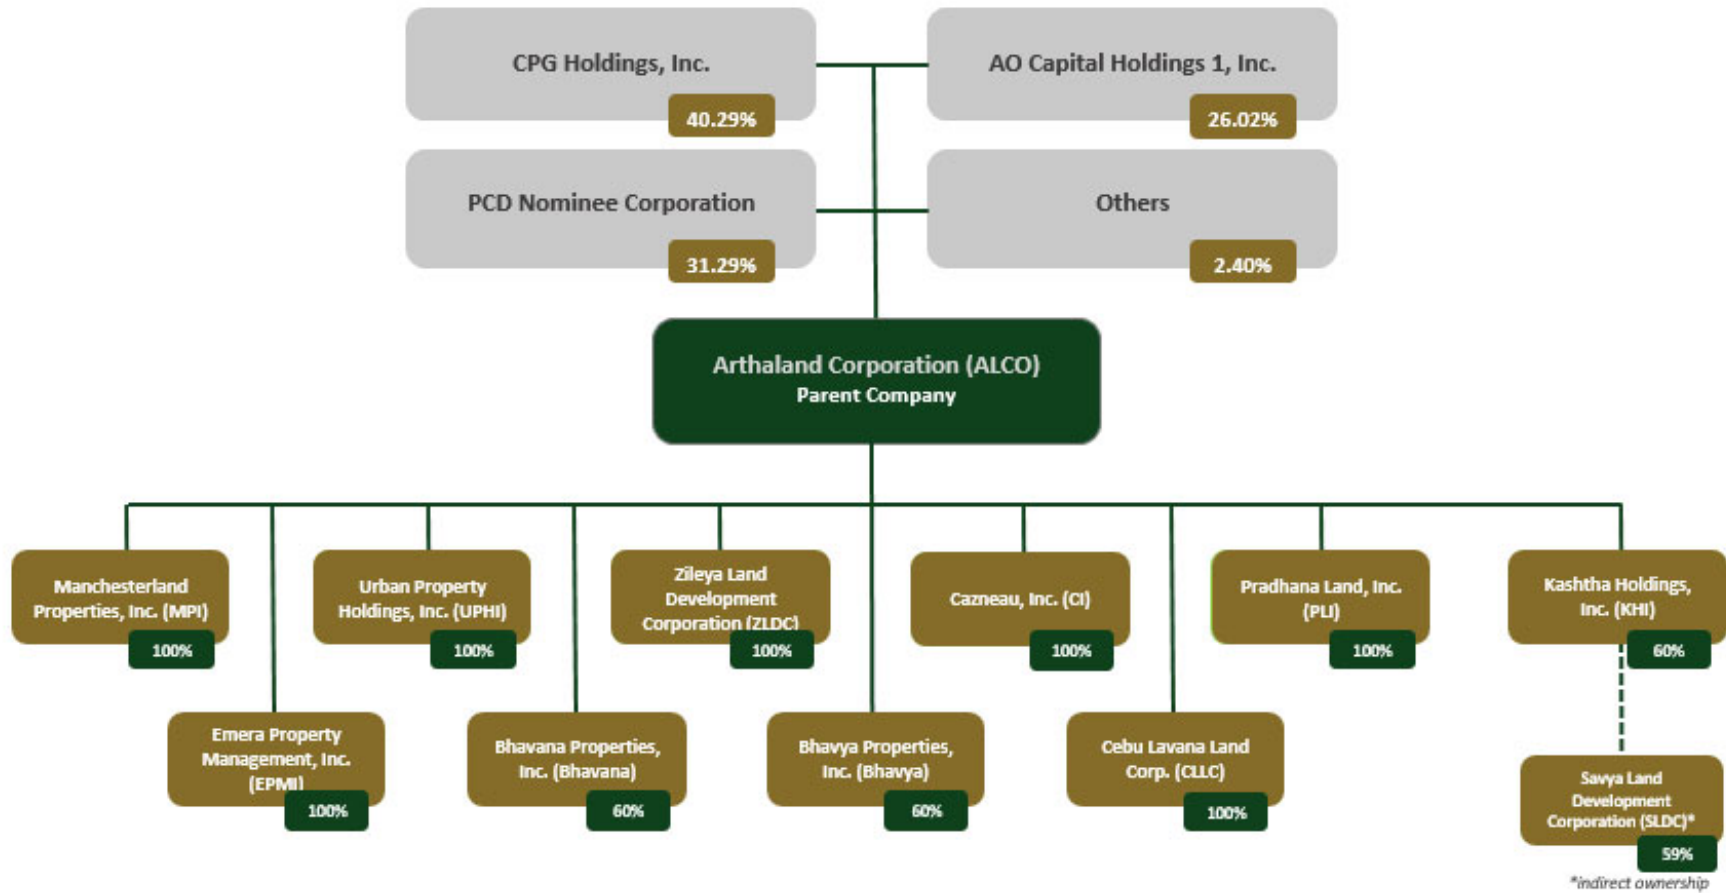 CPG Holdings, Inc.
40.29%
AO Capital Holdings 1, Inc.
26.02%
PCD Nominee Corporation
31.29%
Others
2.40%
Arthaland Corporation (ALCO)
Parent Company
Manchesterland
Properties, Inc. (MPI)
100%
Urban Property
Holdings, Inc. (UPHI)
100%
Zileya Land
Development
Corporation (ZLDC)
100%
Cazneau, Inc. (CI)
100%
Pradhana Land, Inc.
(PLI)
100%
Kashtha Holdings,
Inc. (KHI)
60%
Emera Property
Management, Inc.
(EPMI)
100%
Bhavana Properties,
Inc. (Bhavana)
60%
Bhavya Properties,
Inc. (Bhavya)
60%
Cebu Lavana Land
Corp. (CLLC)
100%
Savya Land
Development
Corporation (SLDC)*
59%
*indirect ownership